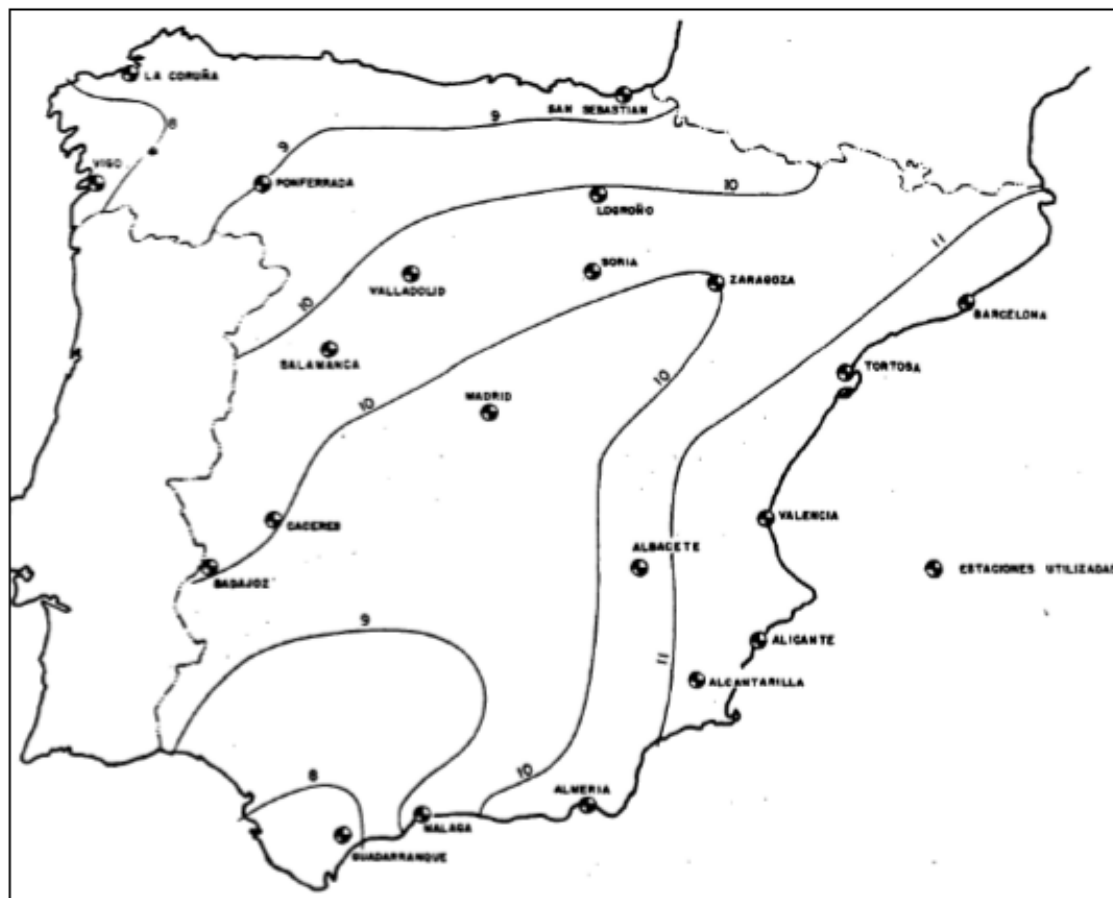 LA CORUÑA
SAN SEBASTIAN
8
9
9
VIGO
PONFERRADA
10
LOGROÑO
11
SORIA
ZARAGOZA
VALLADOLID
10
BARCELONA
SALAMANCA
TORTOSA
10
10
MADRID
CACERES
VALENCIA
ALBACETE
BADAJOZ
ESTACIONES UTILIZADAS
9
ALICANTE
11
ALCANTARILLA
8
10
ALMERIA
MALAGA
GUADARRANQUE